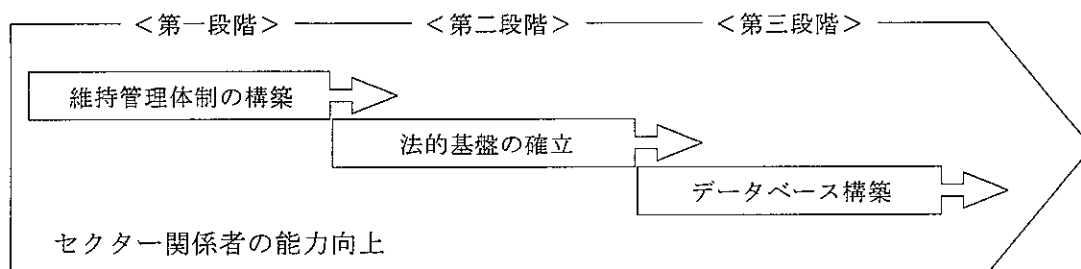 ＜第一段階＞ ＜第二段階＞ ＜第三段階＞
維持管理体制の構築
法的基盤の確立
データベース構築
セクター関係者の能力向上